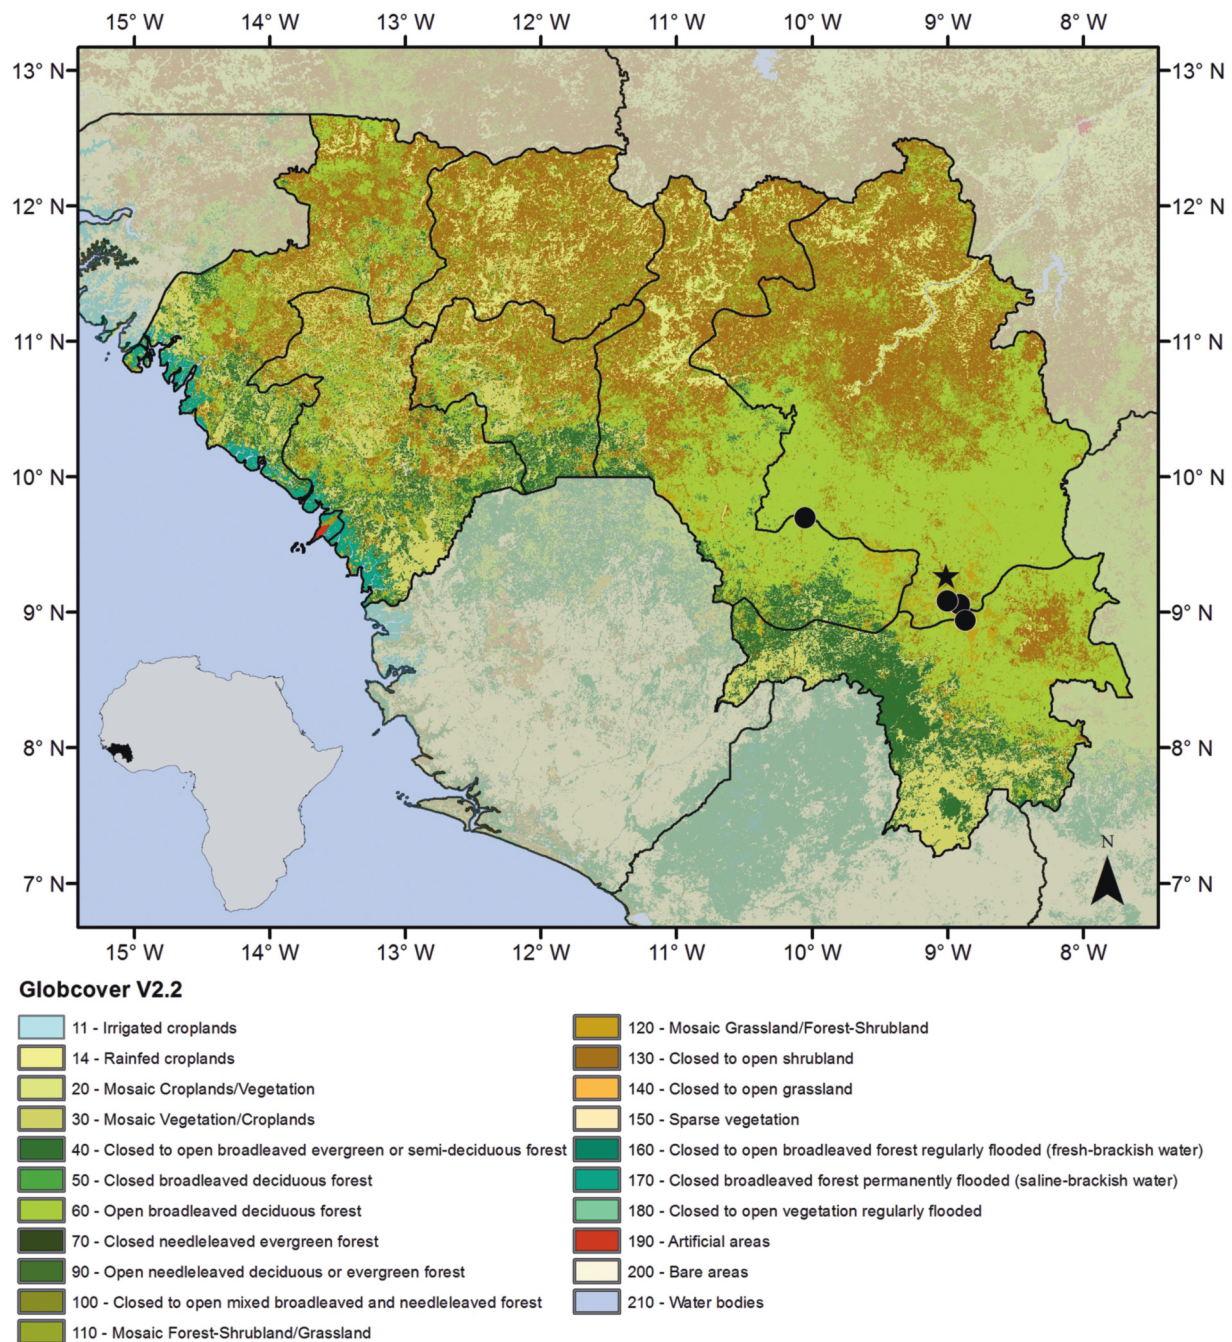 15° W 14° W 13° W 12° W 11° W 10° W 9° W 8° W
13° N 13° N
12° N 12° N
11° N 11° N
10° N 10° N
9° N 9° N
8° N 8° N
N
7° N 7° N
15° W 14° W 13° W 12° W 11° W 10° W 9° W 8° W
Globcover V2.2
11 - Irrigated croplands
14 - Rainfed croplands
20 - Mosaic Croplands/Vegetation
30 - Mosaic Vegetation/Croplands
40 - Closed to open broadleaved evergreen or semi-deciduous forest
50 - Closed broadleaved deciduous forest
60 - Open broadleaved deciduous forest
70 - Closed needleleaved evergreen forest
90 - Open needleleaved deciduous or evergreen forest
100 - Closed to open mixed broadleaved and needleleaved forest
110 - Mosaic Forest-Shrubland/Grassland
120 - Mosaic Grassland/Forest-Shrubland
130 - Closed to open shrubland
140 - Closed to open grassland
150 - Sparse vegetation
160 - Closed to open broadleaved forest regularly flooded (fresh-brackish water)
170 - Closed broadleaved forest permanently flooded (saline-brackish water)
180 - Closed to open vegetation regularly flooded
190 - Artificial areas
200 - Bare areas
210 - Water bodies